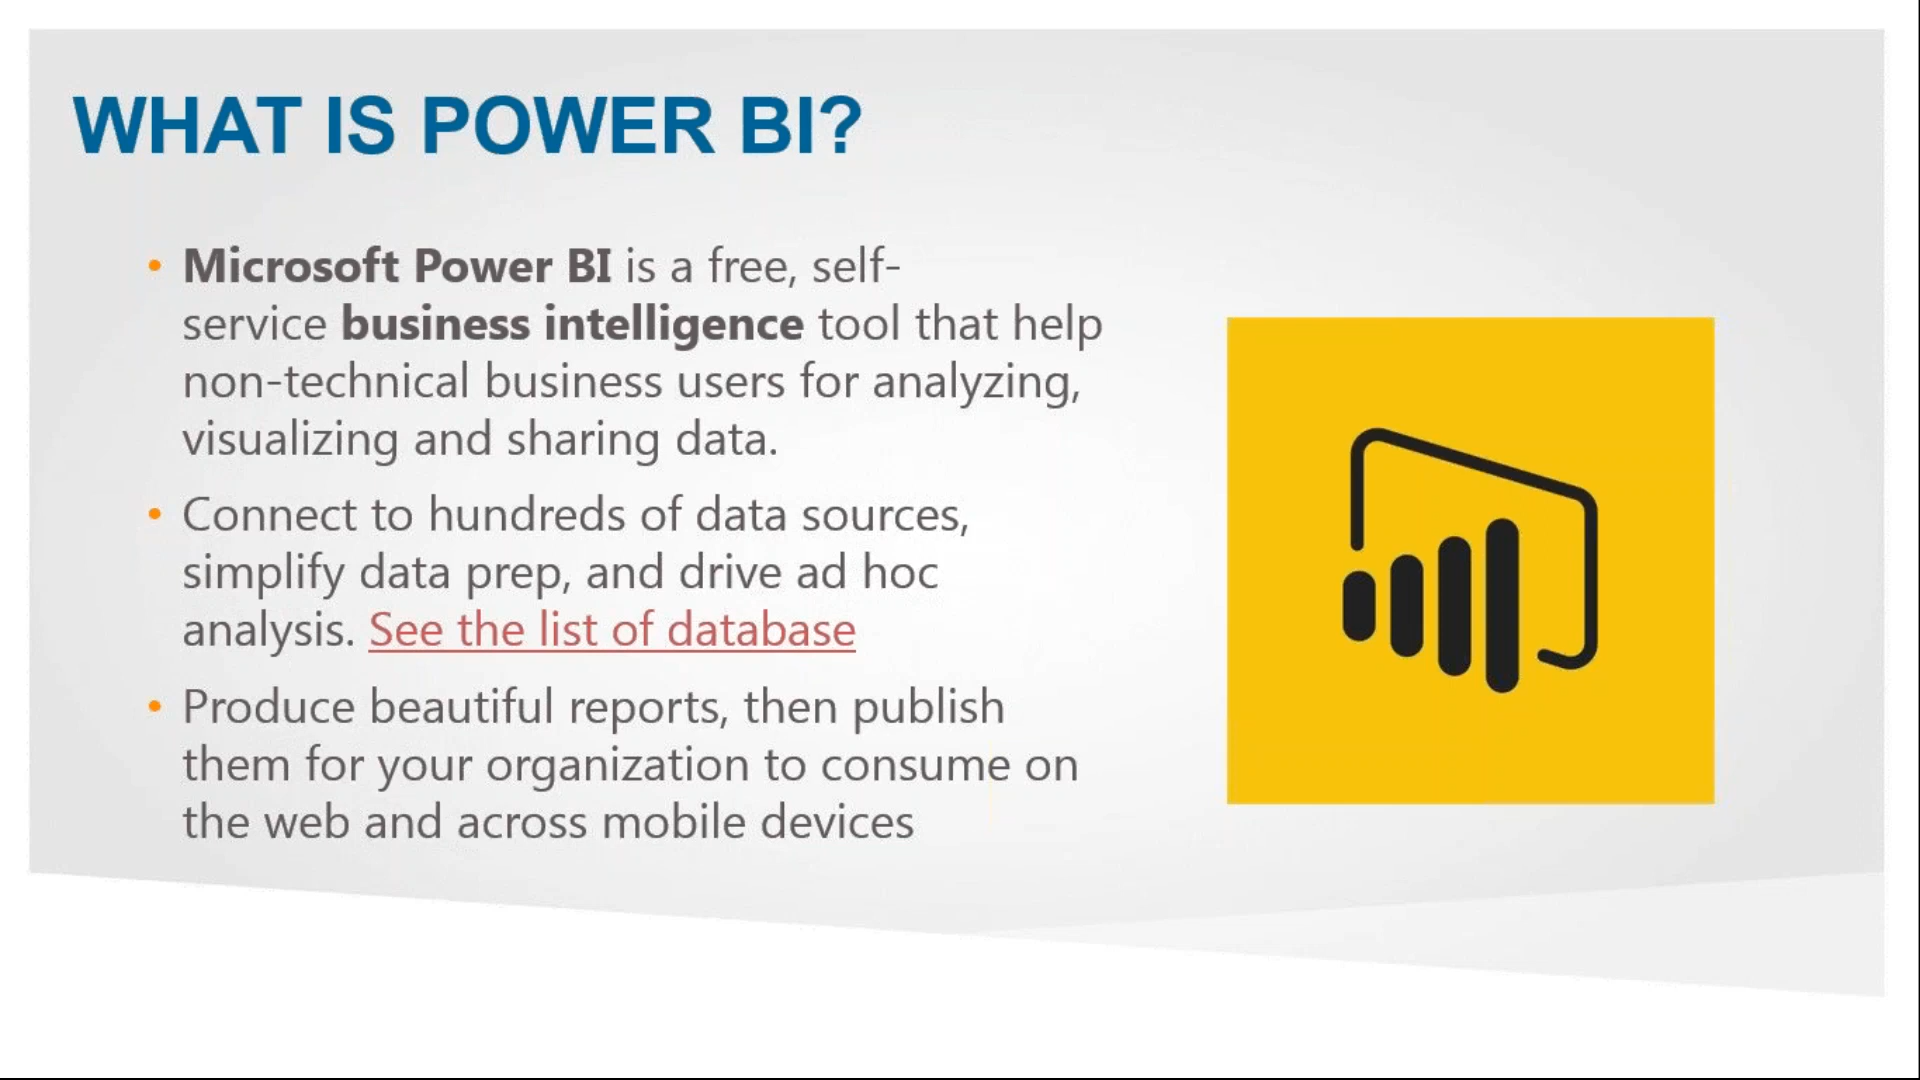 WHAT IS POWER BI?
• Microsoft Power BI is a free, self-
service business intelligence tool that help
non-technical business users for analyzing,
visualizing and sharing data.
• Connect to hundreds of data sources,
simplify data prep, and drive ad hoc
analysis. See the list of database
• Produce beautiful reports, then publish
them for your organization to consume on
the web and across mobile devices